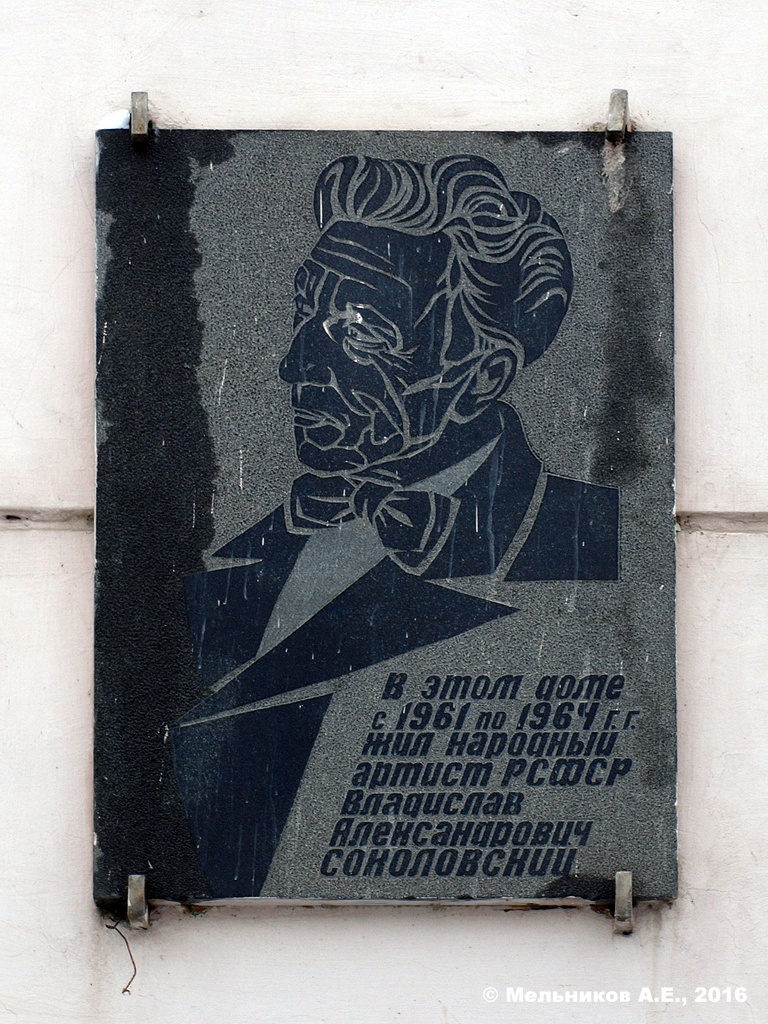 В этом доме
с 1961 по 1964 г.г.
жил народный
артист РСФСР
Владислав
Александрович
СОКОЛОВСКИЙ
© Мельников А.Е., 2016